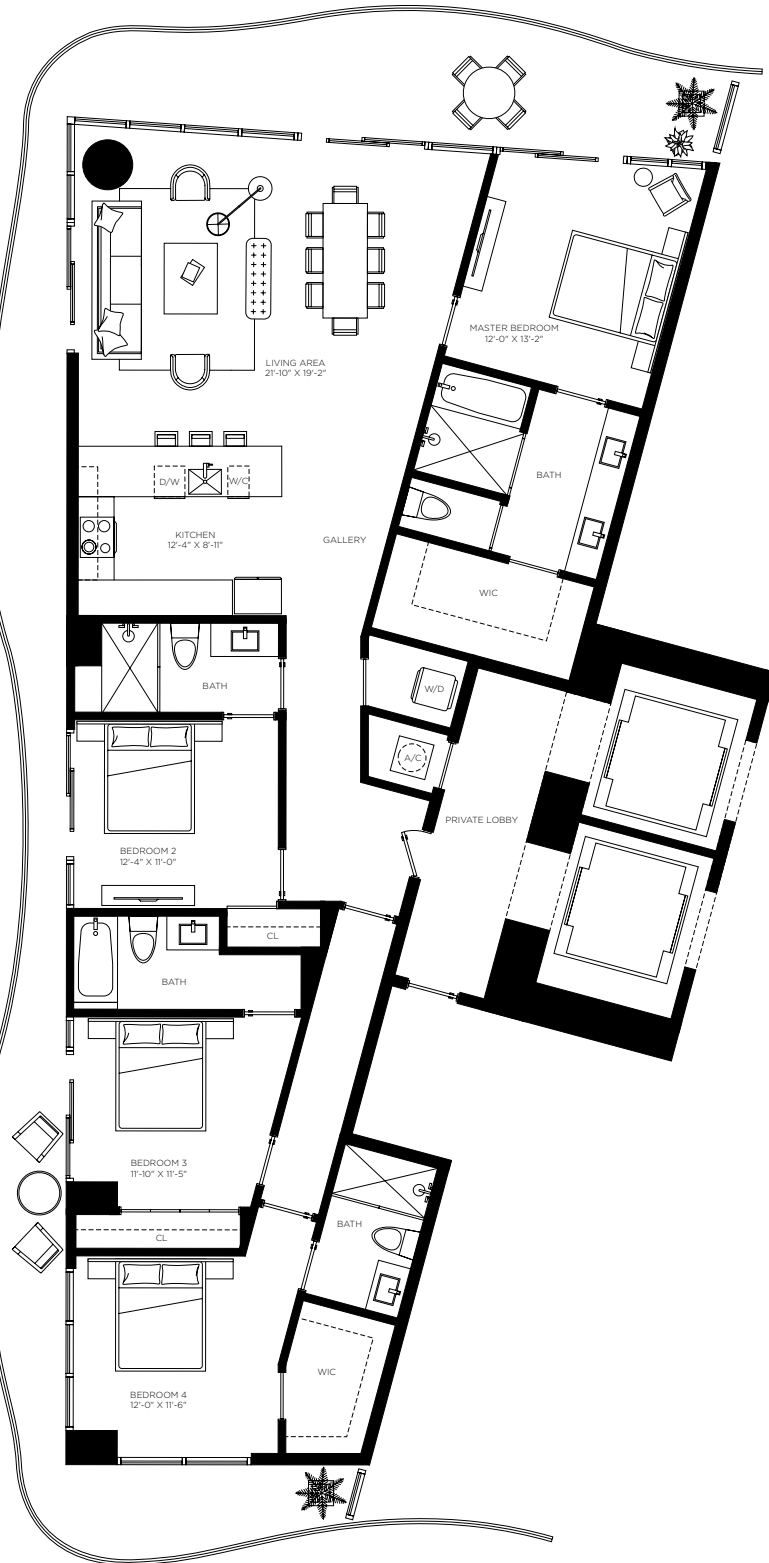 MASTER BEDROOM
12'-0" X 13'-2"
LIVING AREA
21'-10" X 19'-2"
D/W
W/C
BATH
KITCHEN
12'-4" X 8'-11"
GALLERY
WIC
BATH
W/D
A/C
PRIVATE LOBBY
BEDROOM 2
12'-4" X 11'-0"
CL
BATH
BEDROOM 3
11'-10" X 11'-5"
BATH
CL
WIC
BEDROOM 4
12'-0" X 11'-6"